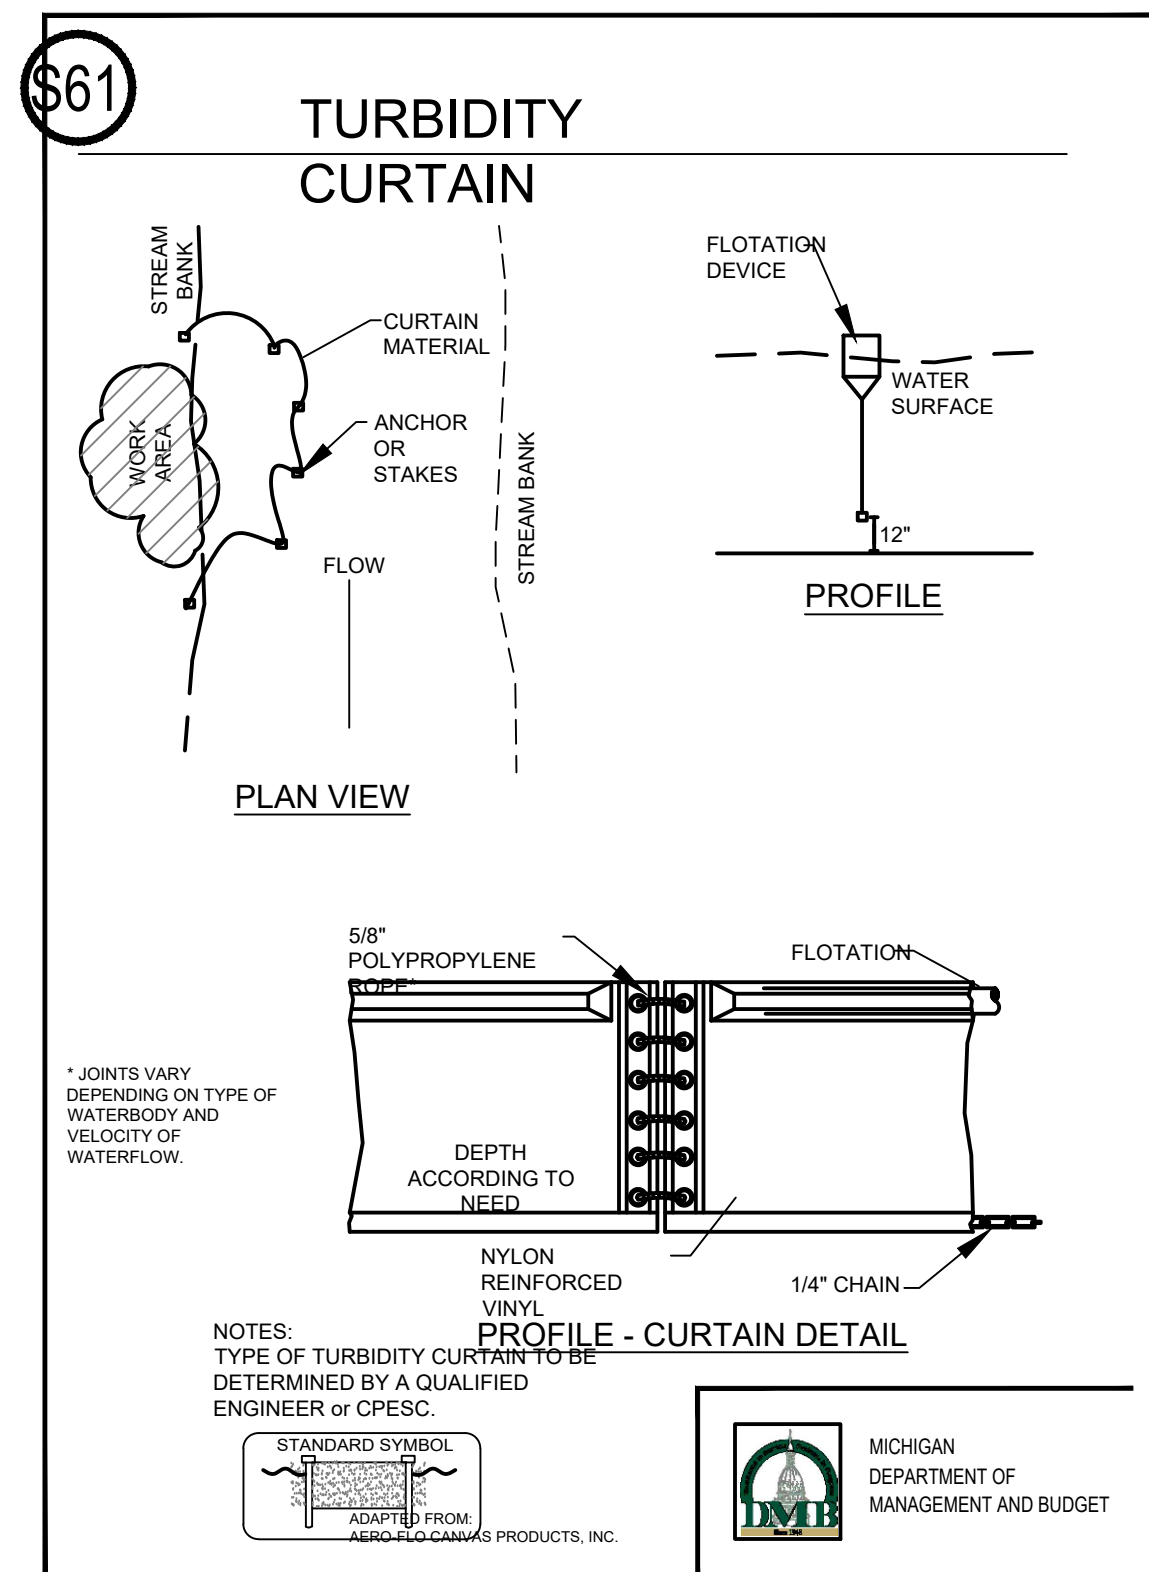 S61
TURBIDITY
CURTAIN
STREAM
BANK
CURTAIN
MATERIAL
WORK
AREA
ANCHOR
OR
STAKES
STREAM BANK
FLOW
PLAN VIEW
FLOTATION
DEVICE
WATER
SURFACE
12"
PROFILE
5/8"
POLYPROPYLENE
ROPE*
FLOTATION
* JOINTS VARY
DEPENDING ON TYPE OF
WATERBODY AND
VELOCITY OF
WATERFLOW.
DEPTH
ACCORDING TO
NEED
NYLON
REINFORCED
VINYL
1/4" CHAIN
PROFILE - CURTAIN DETAIL
NOTES:
TYPE OF TURBIDITY CURTAIN TO BE
DETERMINED BY A QUALIFIED
ENGINEER or CPESC.
STANDARD SYMBOL
ADAPTED FROM:
AERO-FLO CANVAS PRODUCTS, INC.
DMB
Since 1948
MICHIGAN
DEPARTMENT OF
MANAGEMENT AND BUDGET